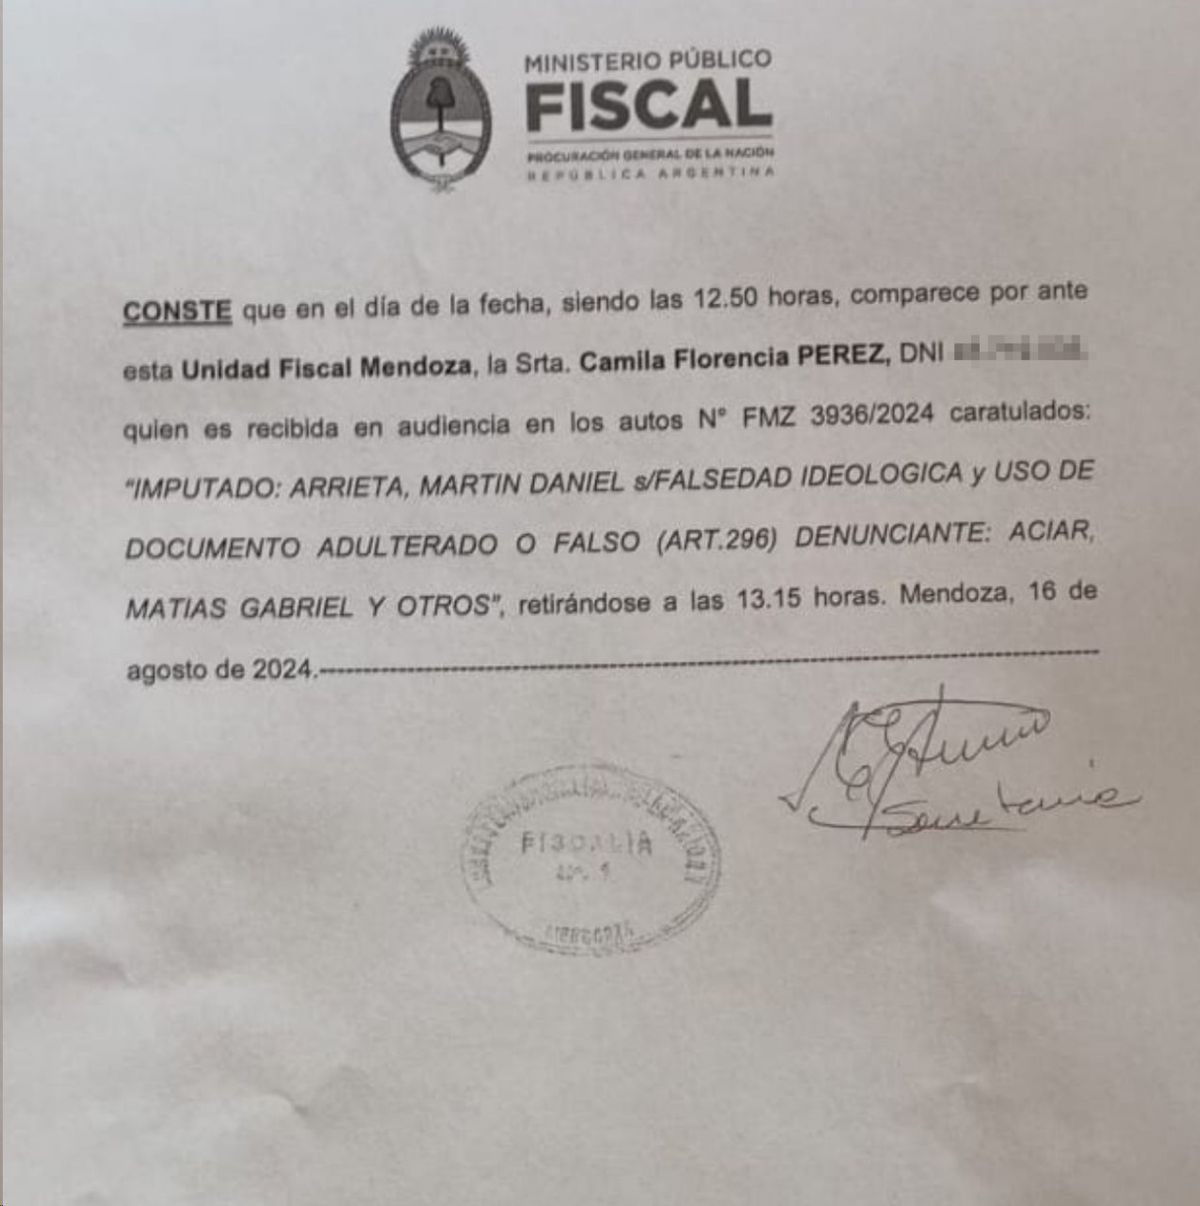 MINISTERIO PÚBLICO
FISCAL
PROCURACIÓN GENERAL DE LA NACIÓN
REPÚBLICA ARGENTINA
CONSTE que en el día de la fecha, siendo las 12.50 horas, comparece por ante
esta Unidad Fiscal Mendoza, la Srta. Camila Florencia PEREZ, DNI
quien es recibida en audiencia en los autos N° FMZ 3936/2024 caratulados:
"IMPUTADO: ARRIETA, MARTIN DANIEL s/FALSEDAD IDEOLOGICA y USO DE
DOCUMENTO ADULTERADO O FALSO (ART.296) DENUNCIANTE: ACIAR,
MATIAS GABRIEL Y OTROS", retirándose a las 13.15 horas. Mendoza, 16 de
agosto de 2024.-----------------------------------------------------------------------
Secretaria
FISCALIA